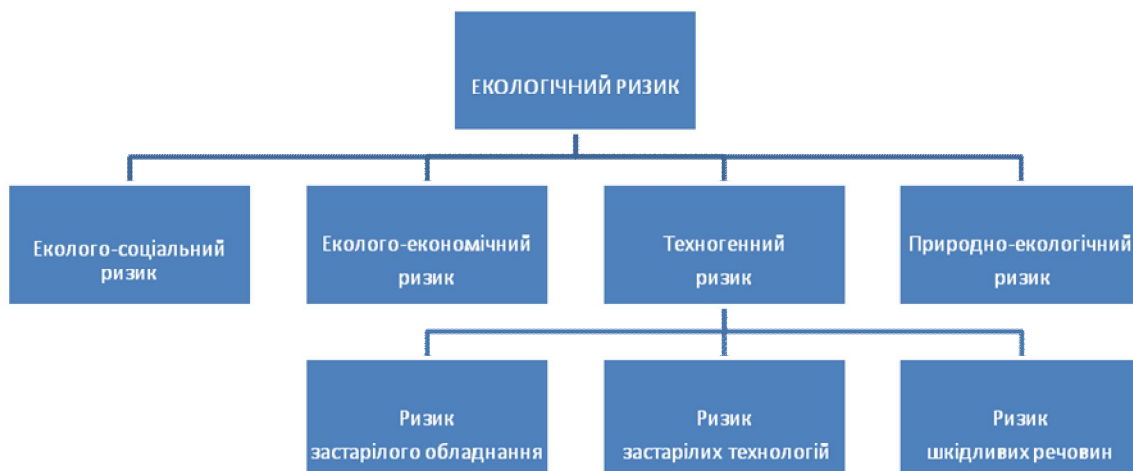 ЕКОЛОГІЧНИЙ РИЗИК
Еколого-соціальний
ризик
Еколого-економічний
ризик
Техногенний
ризик
Природно-екологічний
ризик
Ризик
застарілого обладнання
Ризик
застарілих технологій
Ризик
шкідливих речовин